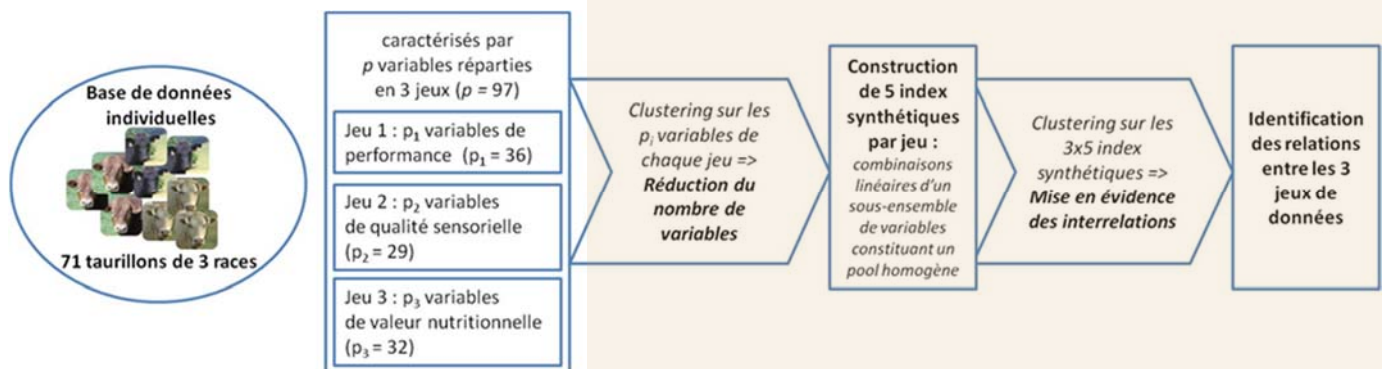 Base de données
individuelles
71 taurillons de 3 races
caractérisés par
p variables réparties
en 3 jeux (p = 97)
Jeu 1 : p1 variables de
performance (p1 = 36)
Jeu 2 : p2 variables
de qualité sensorielle
(p2 = 29)
Jeu 3 : p3 variables
de valeur nutritionnelle
(p3 = 32)
Clustering sur les
pi variables de
chaque jeu =>
Réduction du
nombre de
variables
Construction
de 5 index
synthétiques
par jeu :
combinaisons
linéaires d'un
sous-ensemble
de variables
constituant un
pool homogène
Clustering sur les
3x5 index
synthétiques =>
Mise en évidence
des interrelations
Identification
des relations
entre les 3
jeux de
données